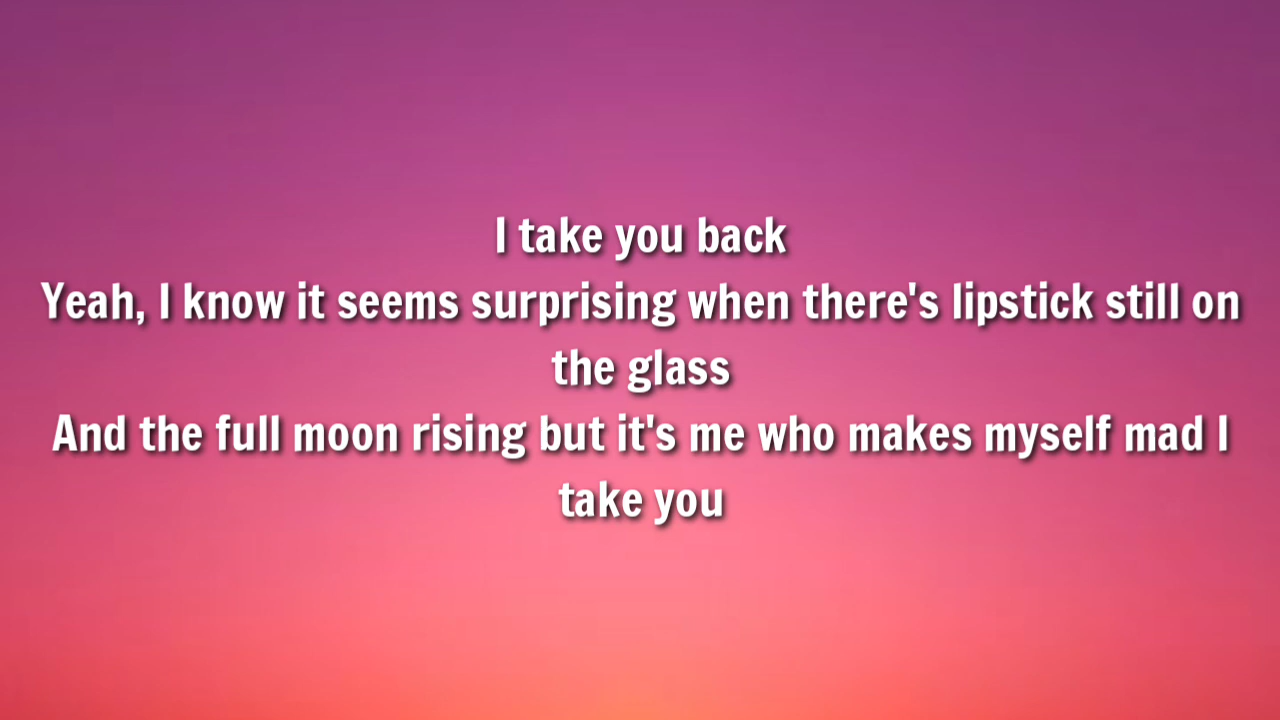 I take you back
Yeah, I know it seems surprising when there's lipstick still on
the glass
And the full moon rising but it's me who makes myself mad I
take you